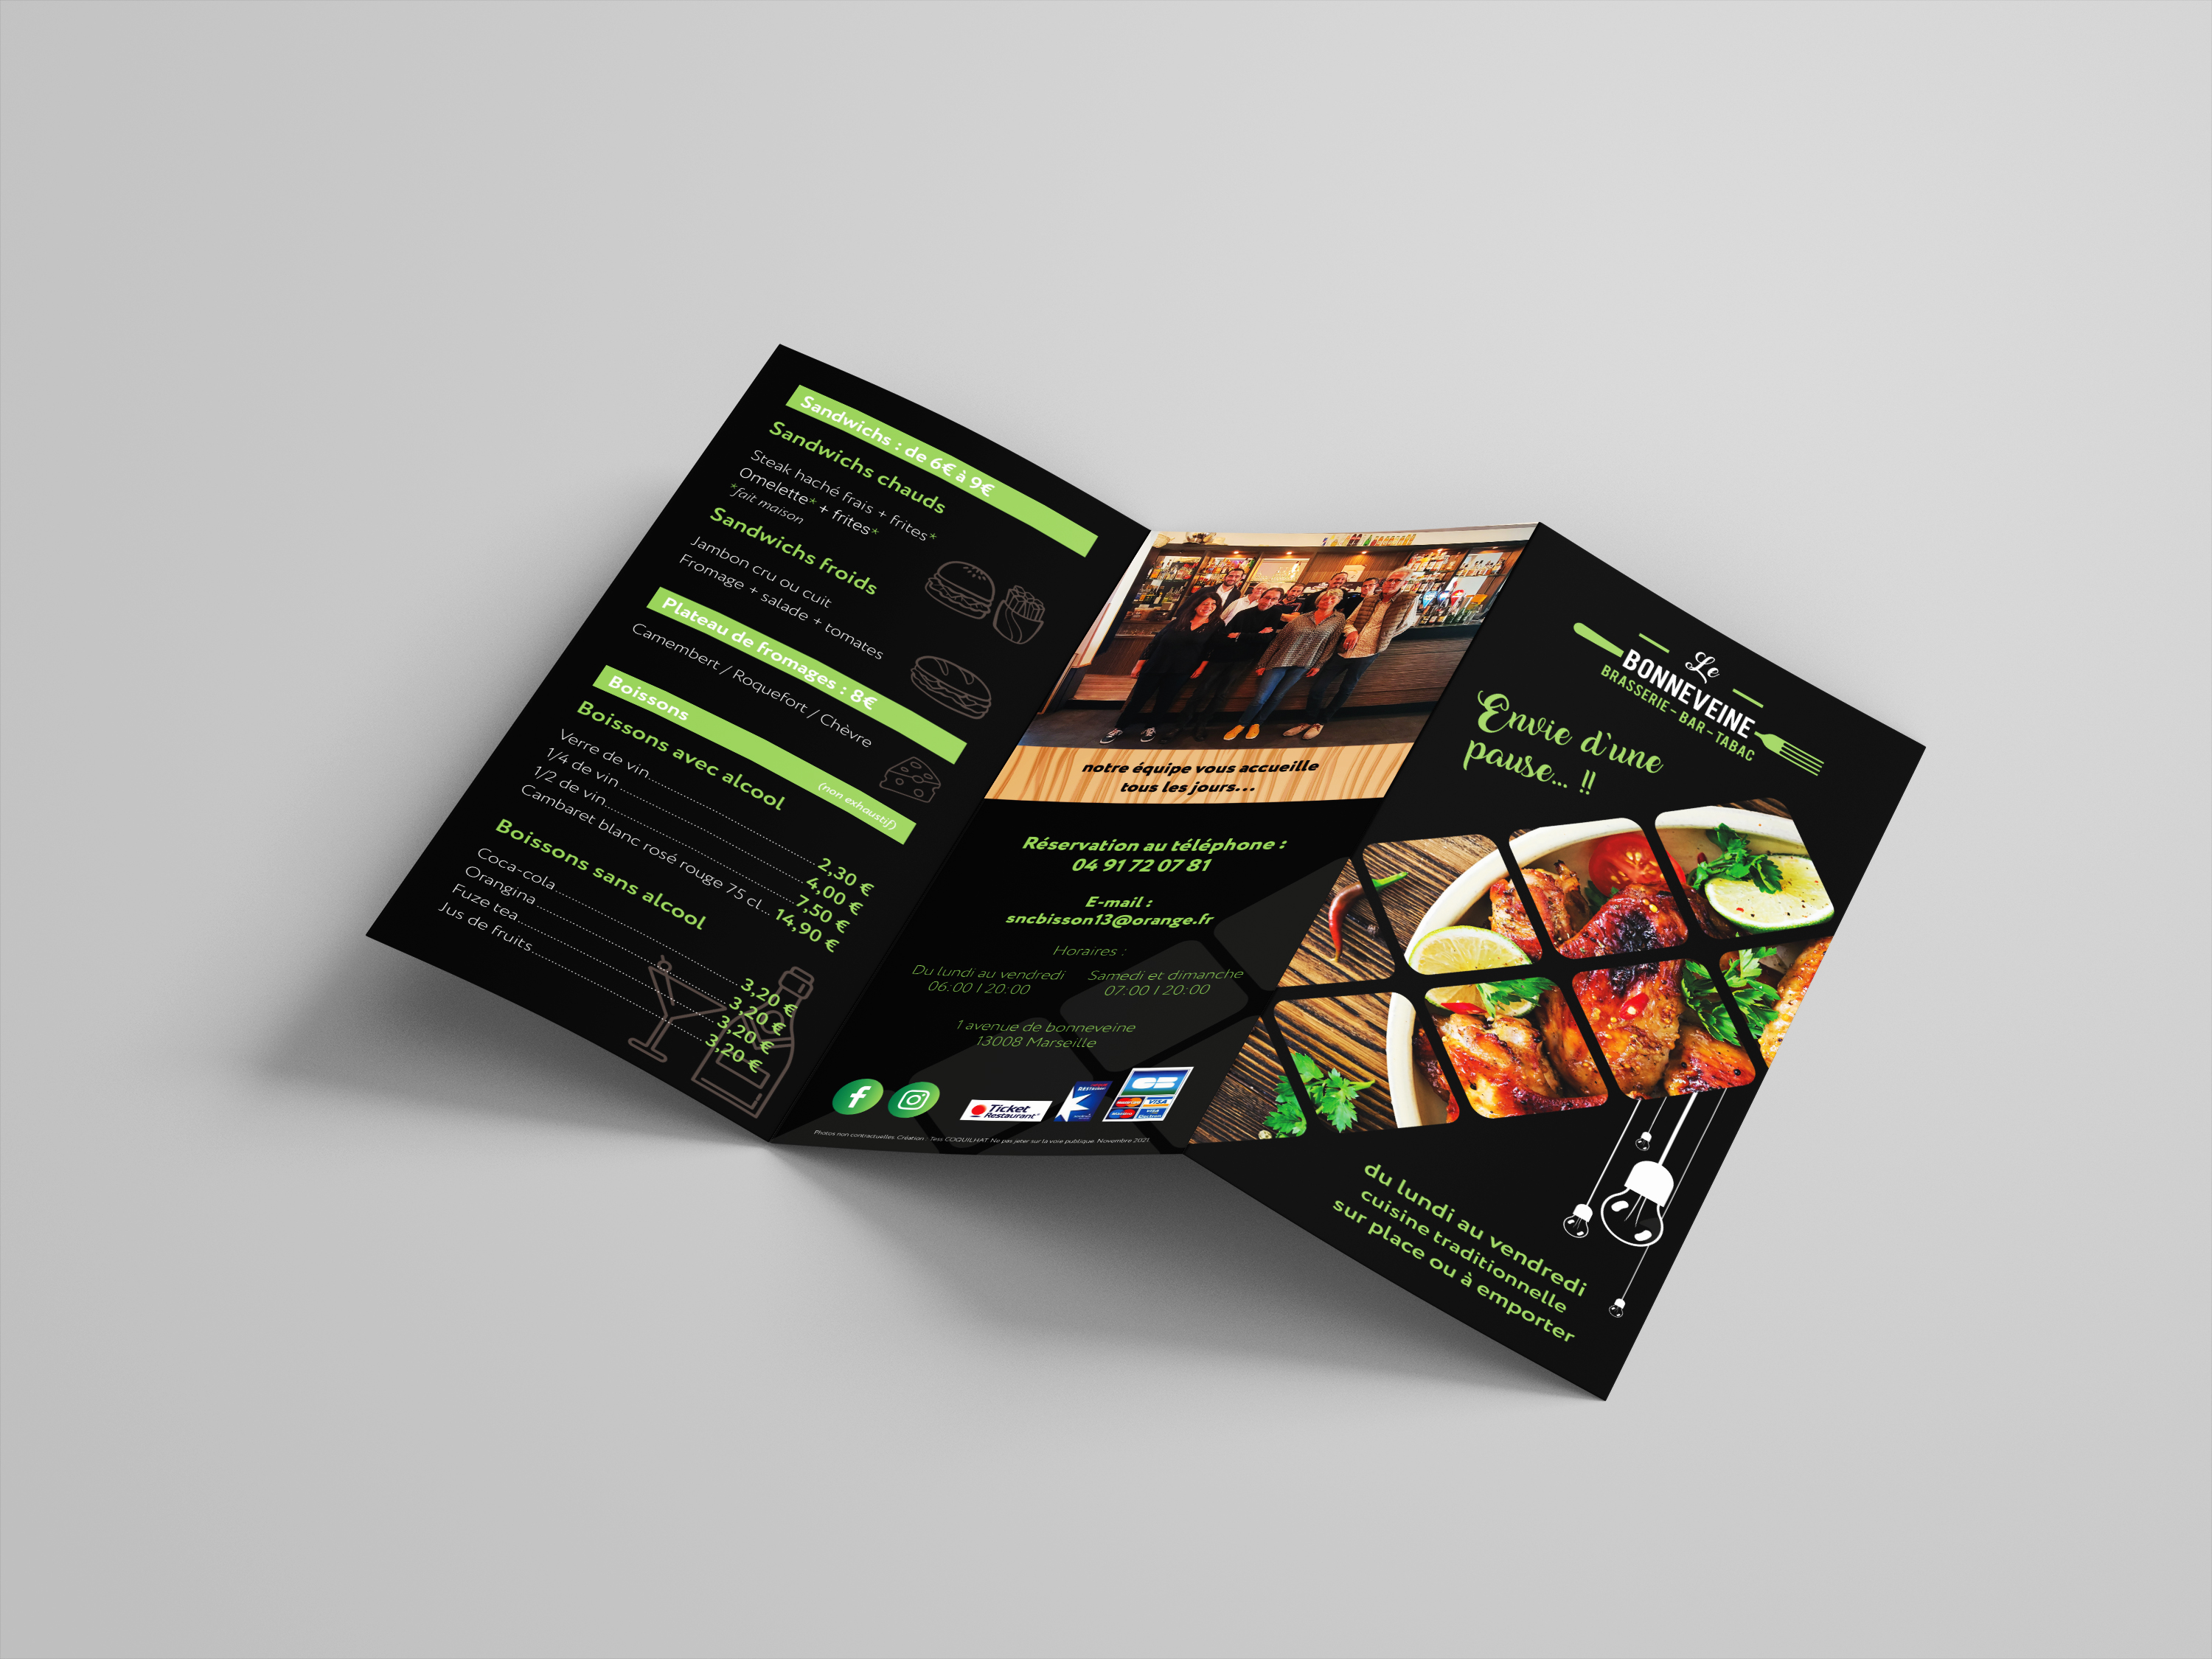 Sandwichs : de 6€ à 9€
Sandwichs chauds
Steak haché frais + frites*
Omelette* + frites*
*fait maison
Sandwichs froids
Jambon cru ou cuit
Fromage + salade + tomates
Plateau de fromages : 8€
Camembert / Roquefort / Chèvre
Boissons (non exhaustif)
Boissons avec alcool
Verre de vin 2,30 €
1/4 de vin 4,00 €
1/2 de vin 7,50 €
Cambaret blanc rosé rouge 75 cl... 14,90 €
Boissons sans alcool
Coca-cola 3,20 €
Orangina 3,20 €
Fuze tea 3,20 €
Jus de fruits 3,20 €
notre équipe vous accueille
tous les jours...
Réservation au téléphone :
04 91 72 07 81
E-mail :
sncbisson13@orange.fr
Horaires :
Du lundi au vendredi
06:00 I 20:00
Samedi et dimanche
07:00 I 20:00
1 avenue de bonneveine
13008 Marseille
Ticket
Restaurant
CB
VISA
Photos non contractuelles. Création : Tess COQUILHAT. Ne pas jeter sur la voie publique. Novembre 2021.
Le
BONNEVEINE
BRASSERIE - BAR - TABAC
Envie d'une
pause... !!
du lundi au vendredi
cuisine traditionnelle
sur place ou à emporter